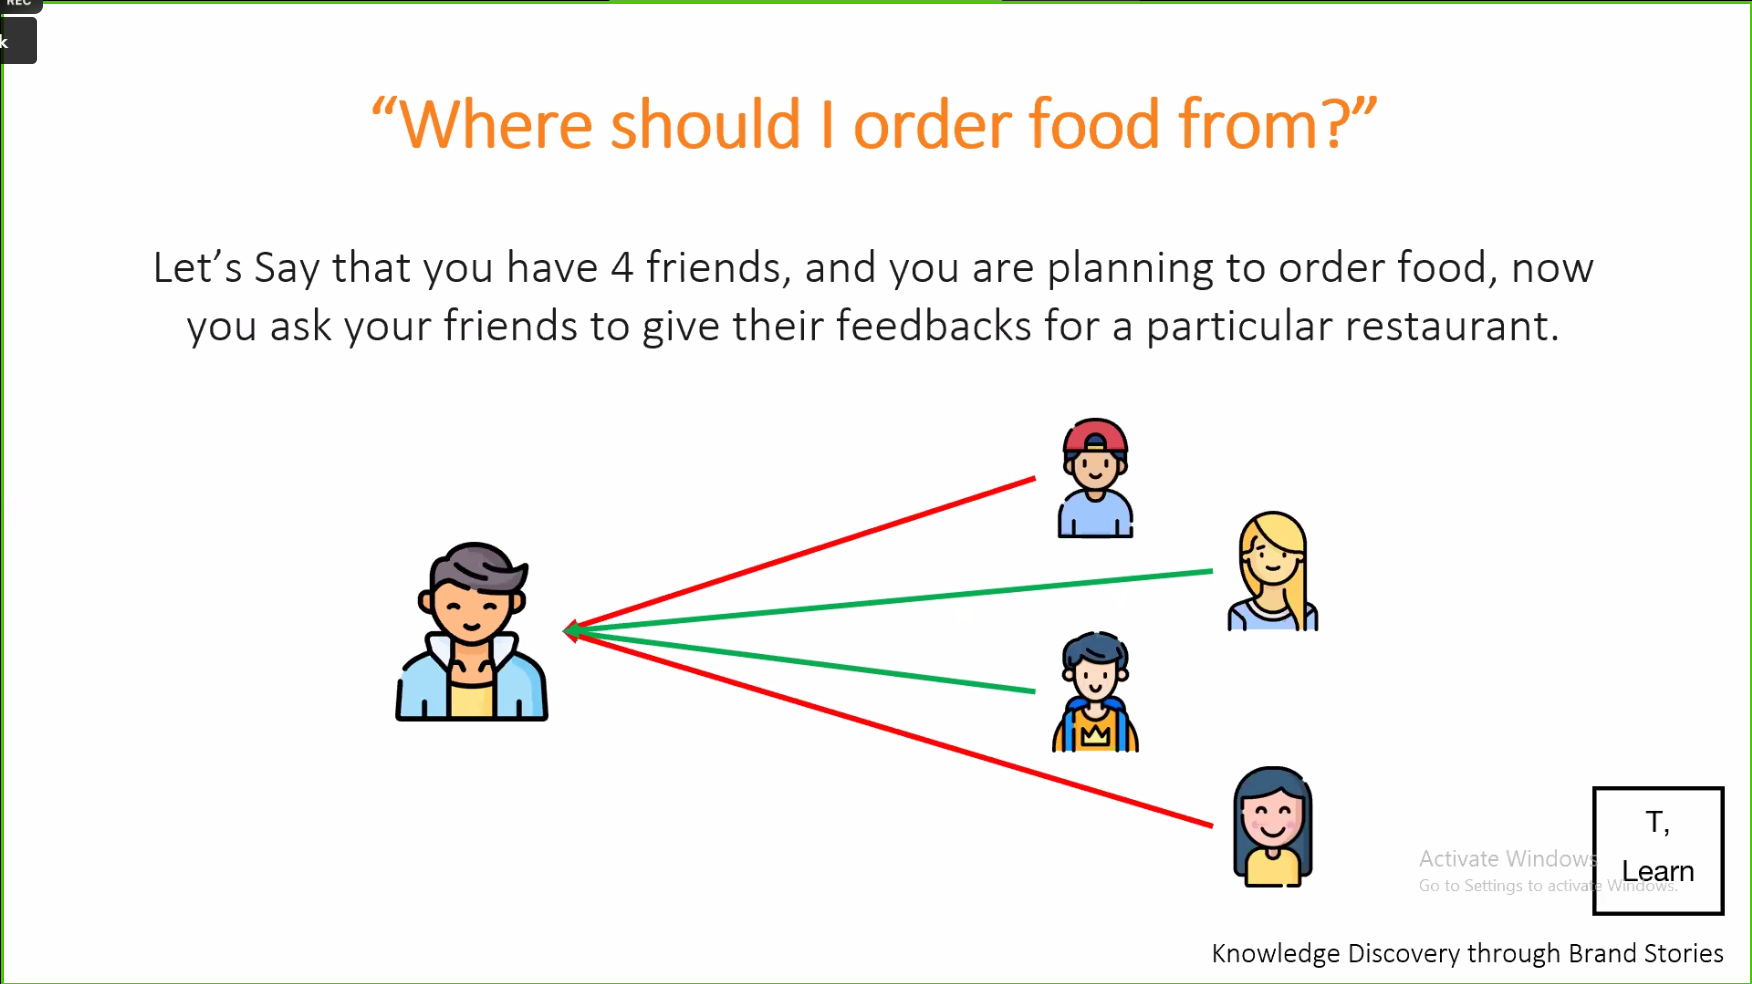 REC
k
“Where should I order food from?”
Let’s Say that you have 4 friends, and you are planning to order food, now
you ask your friends to give their feedbacks for a particular restaurant.
T,
Learn
Activate Windows
Go to Settings to activate Windows.
Knowledge Discovery through Brand Stories